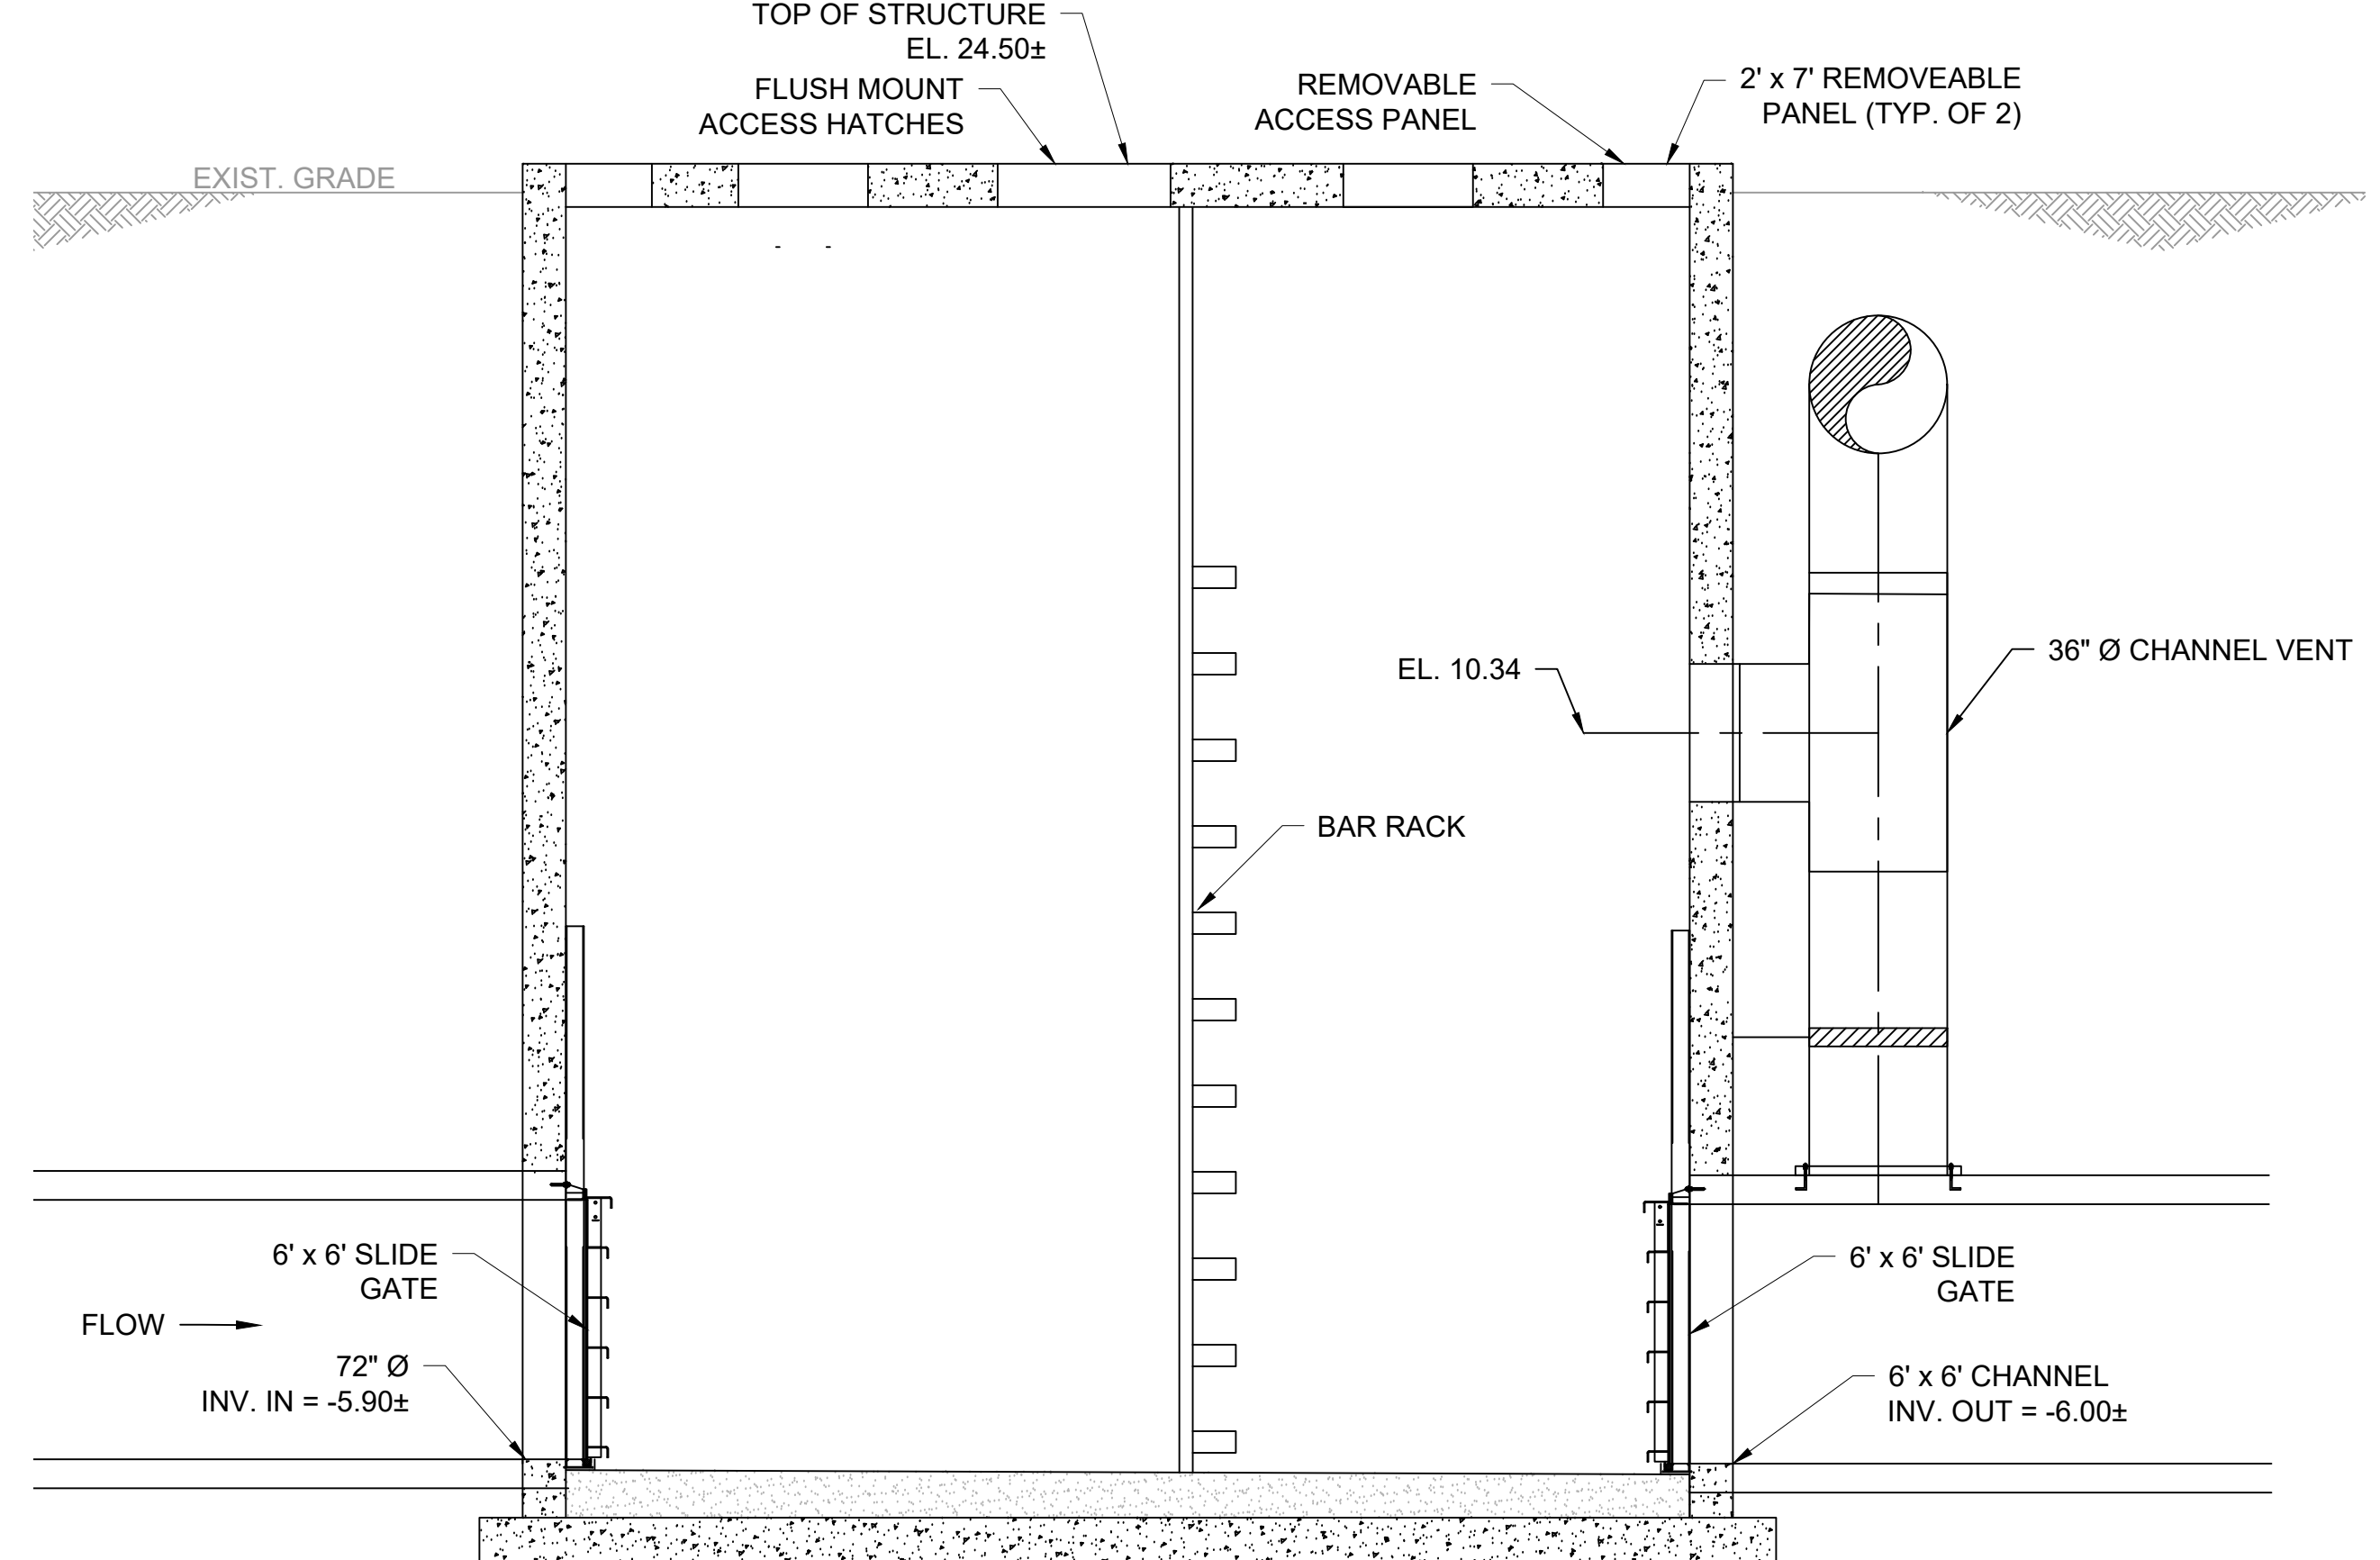 TOP OF STRUCTURE
EL. 24.50±
FLUSH MOUNT
ACCESS HATCHES
REMOVABLE
ACCESS PANEL
2' x 7' REMOVEABLE
PANEL (TYP. OF 2)
EXIST. GRADE
36" Ø CHANNEL VENT
EL. 10.34
BAR RACK
6' x 6' SLIDE
GATE
FLOW
72" Ø
INV. IN = -5.90±
6' x 6' SLIDE
GATE
6' x 6' CHANNEL
INV. OUT = -6.00±